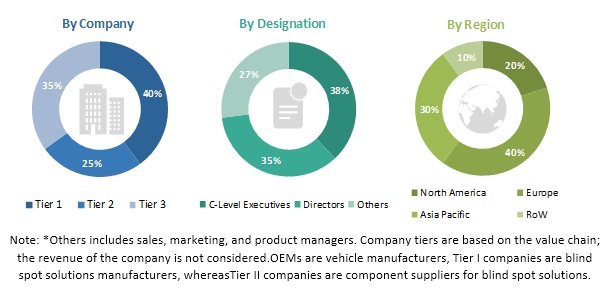 By Company
By Designation
By Region
35%
40%
25%
27%
38%
35%
10%
20%
30%
40%
Tier 1 Tier 2 Tier 3
C-Level Executives Directors Others
North America Europe
Asia Pacific RoW
Note: *Others includes sales, marketing, and product managers. Company tiers are based on the value chain;
the revenue of the company is not considered.OEMs are vehicle manufacturers, Tier I companies are blind
spot solutions manufacturers, whereasTier II companies are component suppliers for blind spot solutions.